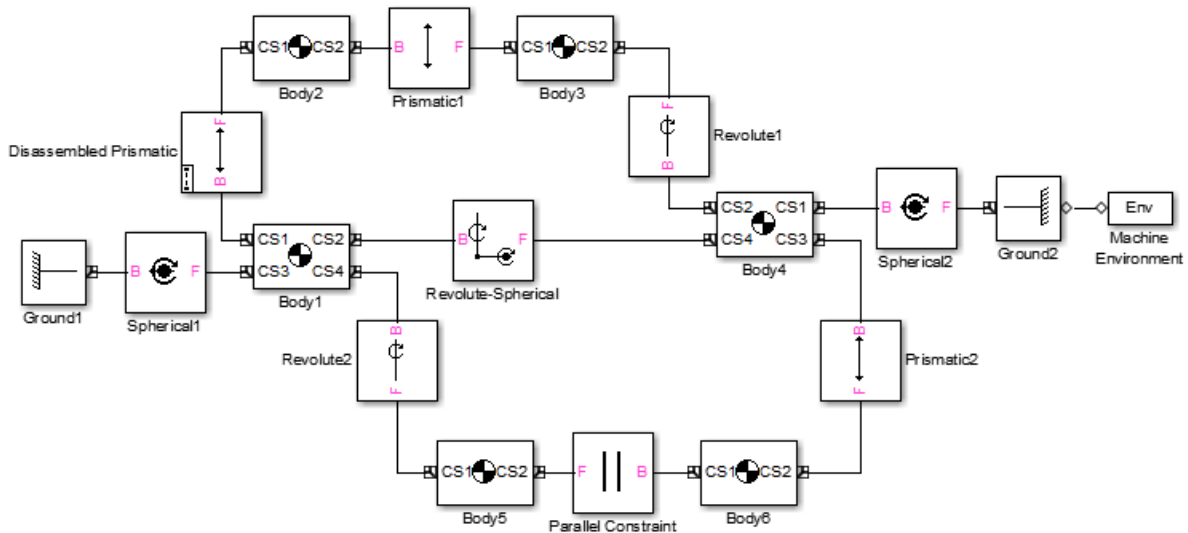 CS1 CS2
Body2
B F
Prismatic1
CS1 CS2
Body3
F
B
Disassembled Prismatic
F
B
Revolute1
CS1 CS2
CS3 CS4
Body1
B F
Revolute-Spherical
CS2 CS1
CS4 CS3
Body4
B F
Spherical2
Ground2
Env
Machine
Environment
Ground1
B F
Spherical1
Revolute2
B
F
Prismatic2
B
F
CS1 CS2
Body5
F B
Parallel Constraint
CS1 CS2
Body6